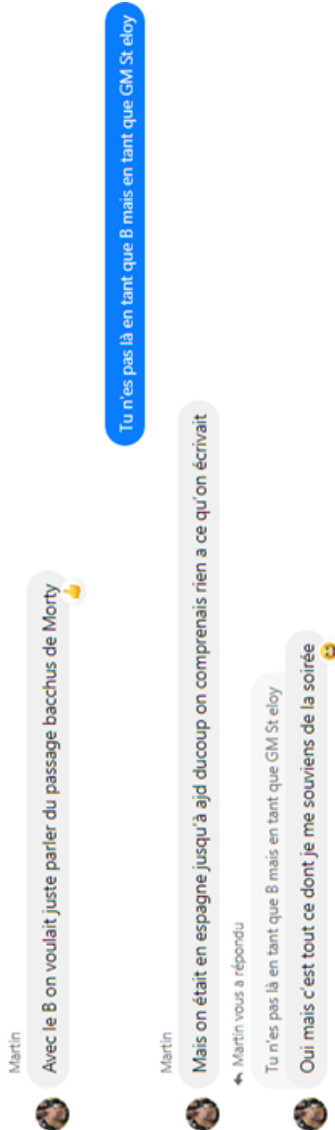 Martin
Avec le B on voulait juste parler du passage bacchus de Morty
Tu n'es pas là en tant que B mais en tant que GM St eloy
Martin
Mais on était en espagne jusqu'à ajd ducoup on comprenais rien a ce qu'on écrivait
Martin vous a répondu
Tu n'es pas là en tant que B mais en tant que GM St eloy
Oui mais c'est tout ce dont je me souviens de la soirée